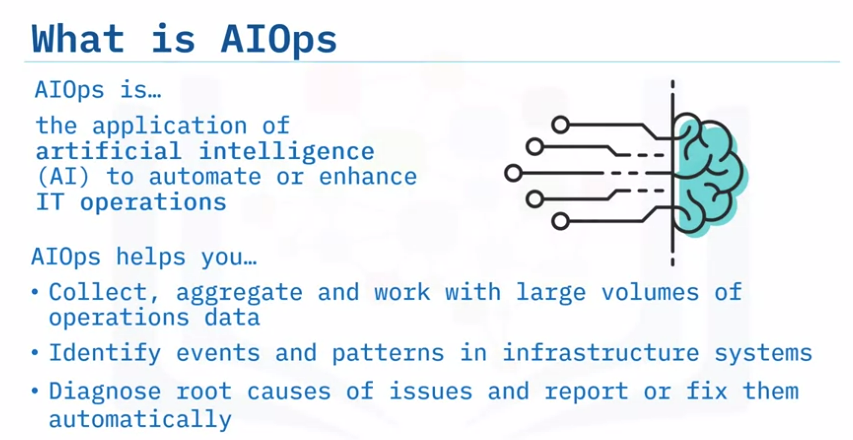 What is AIOps
AIOps is…
the application of
artificial intelligence
(AI) to automate or enhance
IT operations
AIOps helps you…
• Collect, aggregate and work with large volumes of
operations data
• Identify events and patterns in infrastructure systems
• Diagnose root causes of issues and report or fix them
automatically